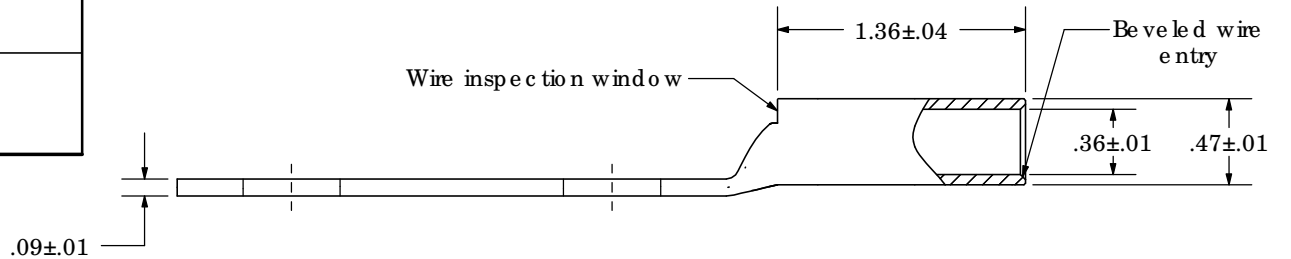 1.36±.04
Beveled wire
entry
Wire inspection window
.36±.01
.47±.01
.09±.01